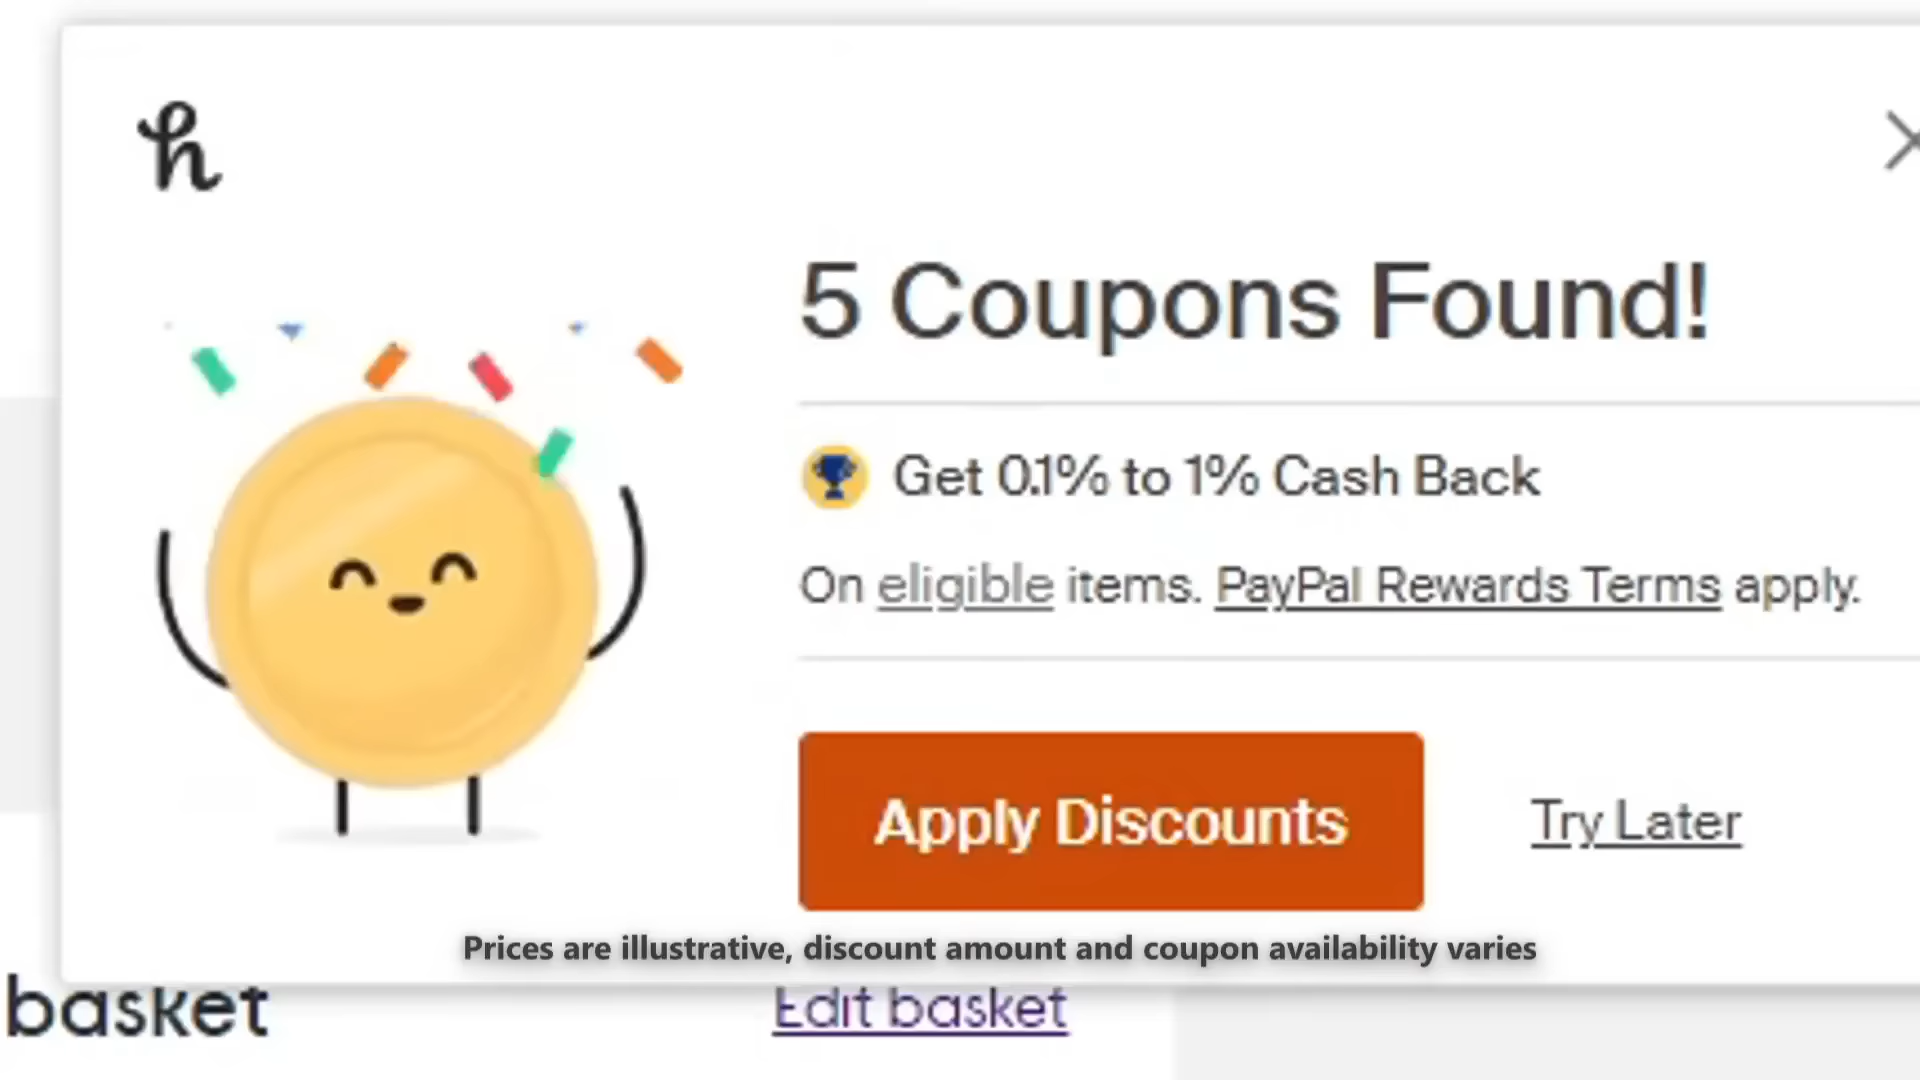 h
5 Coupons Found!
Get 0.1% to 1% Cash Back
On eligible items. PayPal Rewards Terms apply.
Apply Discounts
Try Later
Prices are illustrative, discount amount and coupon availability varies
basket
Edit basket